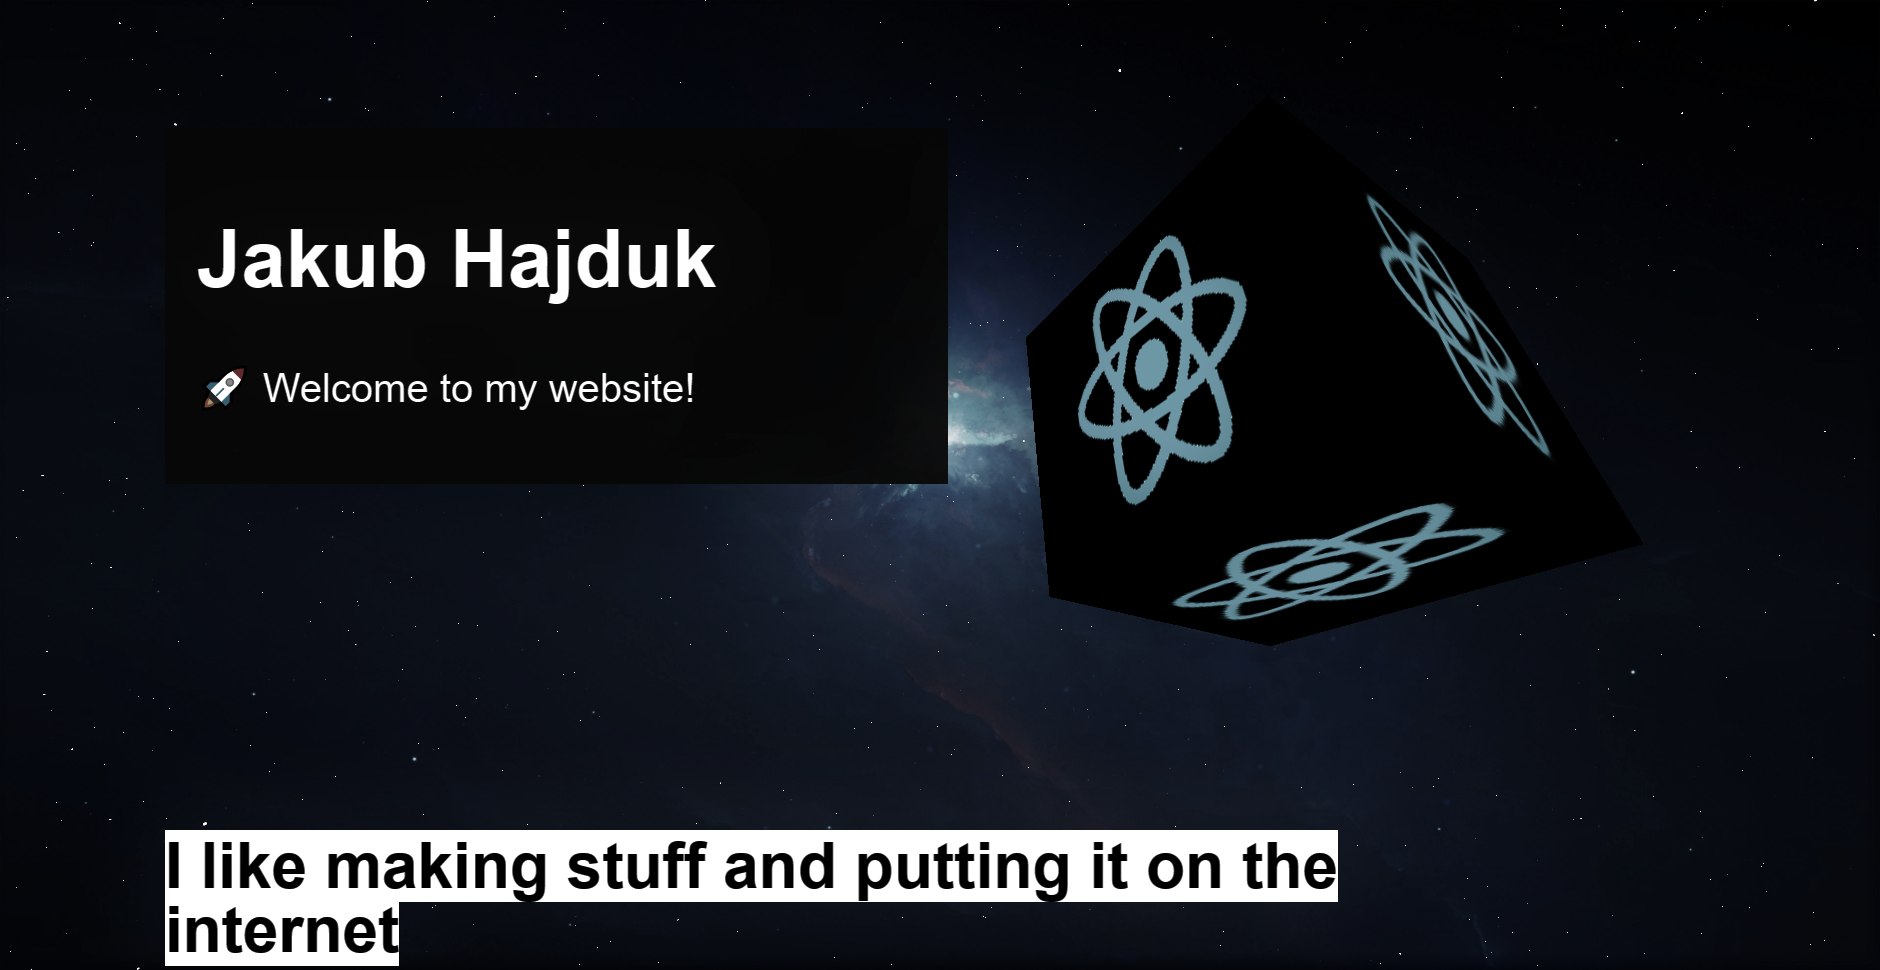 Jakub Hajduk
🚀 Welcome to my website!
I like making stuff and putting it on the
internet